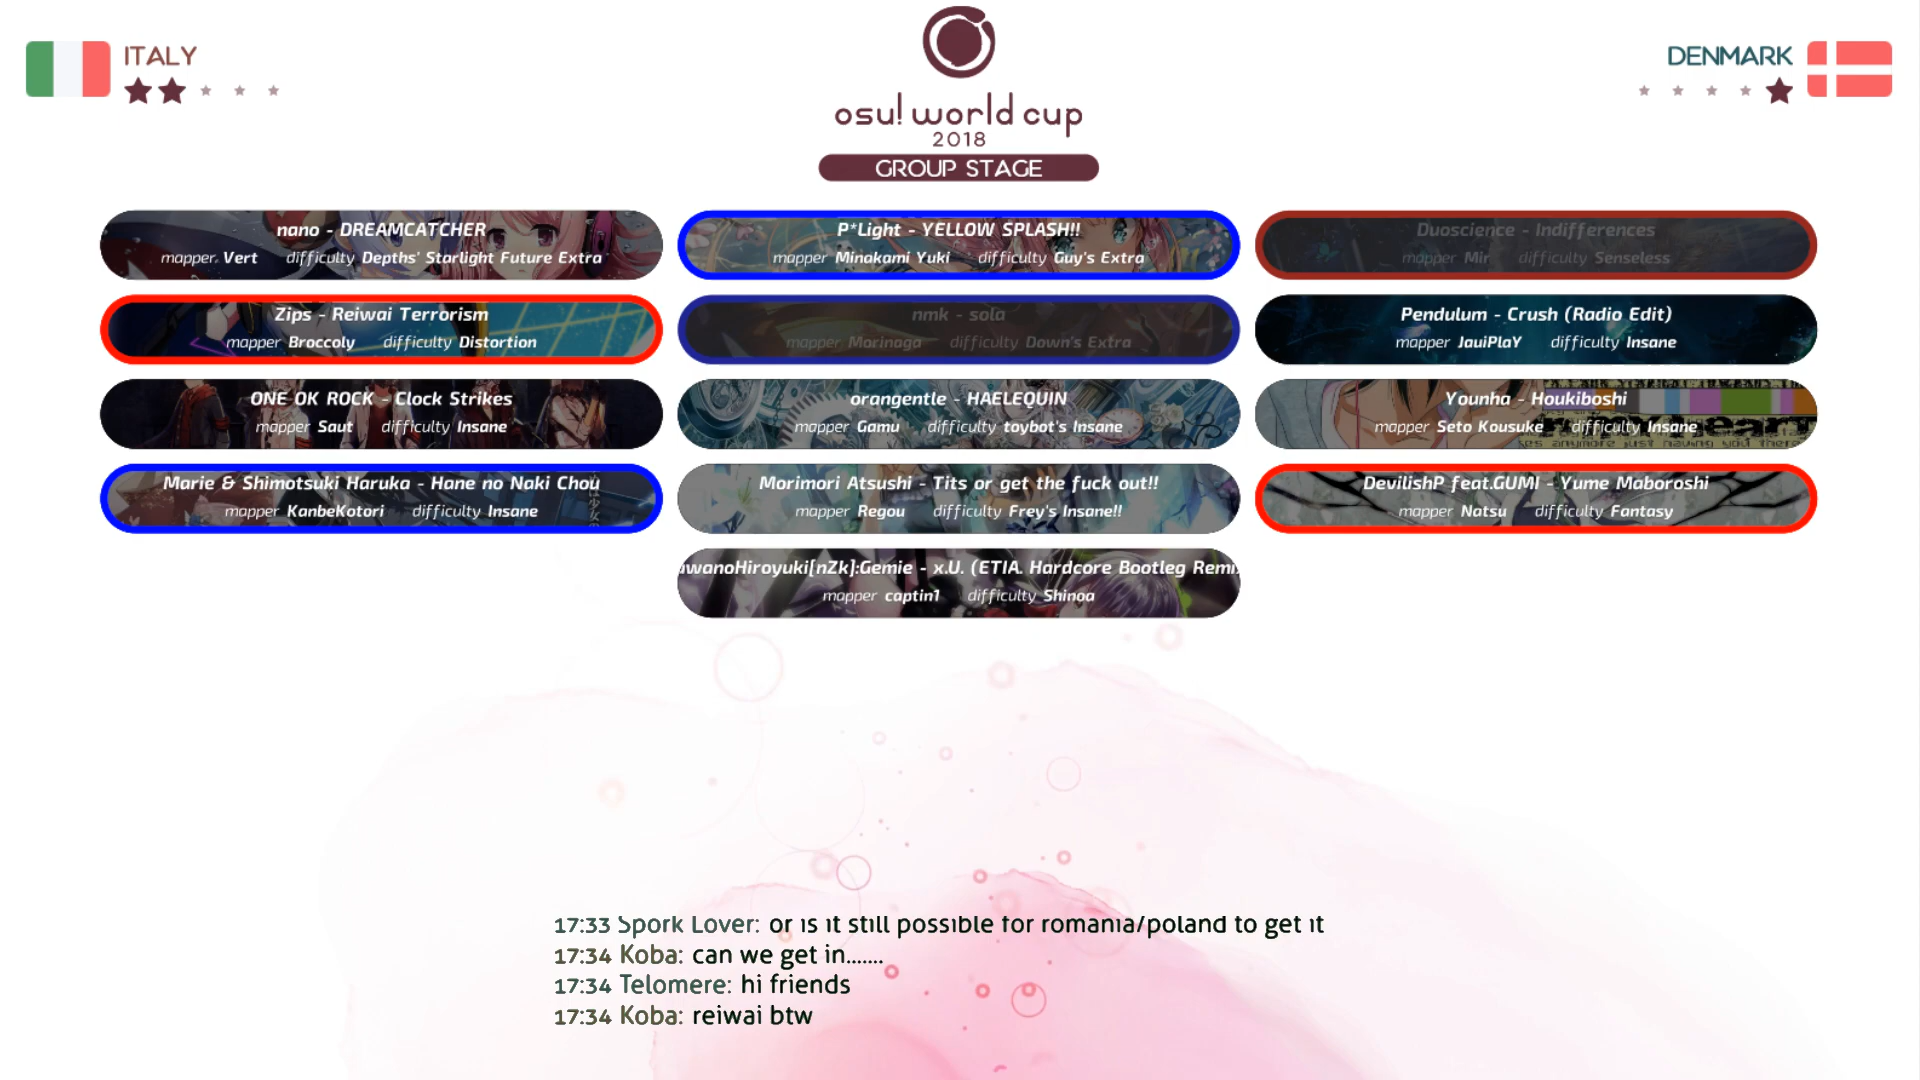 ITALY
DENMARK
osu! world cup
2018
GROUP STAGE
nano - DREAMCATCHER
mapper Vert difficulty Depths' Starlight Future Extra
P*Light - YELLOW SPLASH!!
mapper Minakami Yuki difficulty Guy's Extra
Duoscience - Indifferences
mapper Mir difficulty Senseless
Zips - Reiwai Terrorism
mapper Broccoly difficulty Distortion
nmk - sola
mapper Morinaga difficulty Down's Extra
Pendulum - Crush (Radio Edit)
mapper JauiPlaY difficulty Insane
ONE OK ROCK - Clock Strikes
mapper Saut difficulty Insane
orangentle - HAELEQUIN
mapper Gamu difficulty toybot's Insane
Younha - Houkiboshi
mapper Seto Kousuke difficulty Insane
Marie & Shimotsuki Haruka - Hane no Naki Chou
mapper KanbeKotori difficulty Insane
Morimori Atsushi - Tits or get the fuck out!!
mapper Regou difficulty Frey's Insane!!
DevilishP feat.GUMI - Yume Maboroshi
mapper Natsu difficulty Fantasy
wanoHiroyuki[nZk]:Gemie - x.U. (ETIA. Hardcore Bootleg Remi
mapper captin1 difficulty Shinoa
17:33 Spork Lover: or is it still possible for romania/poland to get it
17:34 Koba: can we get in.......
17:34 Telomere: hi friends
17:34 Koba: reiwai btw